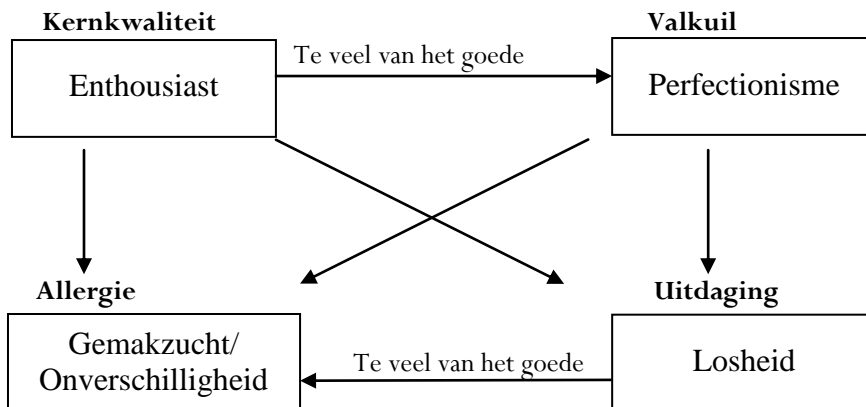 Kernkwaliteit
Valkuil
Te veel van het goede
Enthousiast
Perfectionisme
Allergie
Uitdaging
Gemakzucht/
Onverschilligheid
Te veel van het goede
Losheid